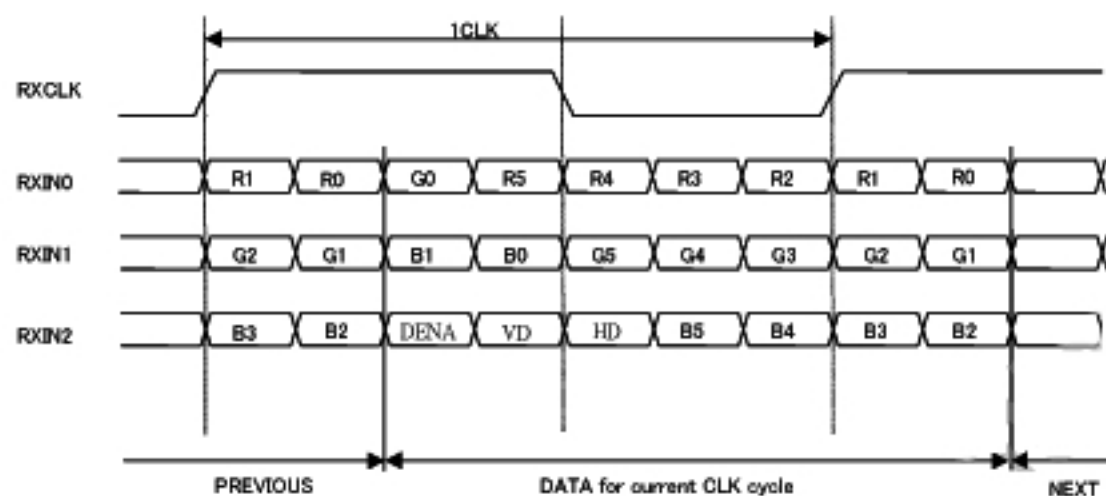 1CLK
RXCLK
RXIN0 R1 R0 G0 R5 R4 R3 R2 R1 R0
RXIN1 G2 G1 B1 B0 G5 G4 G3 G2 G1
RXIN2 B3 B2 DENA VD HD B5 B4 B3 B2
PREVIOUS DATA for current CLK cycle NEXT